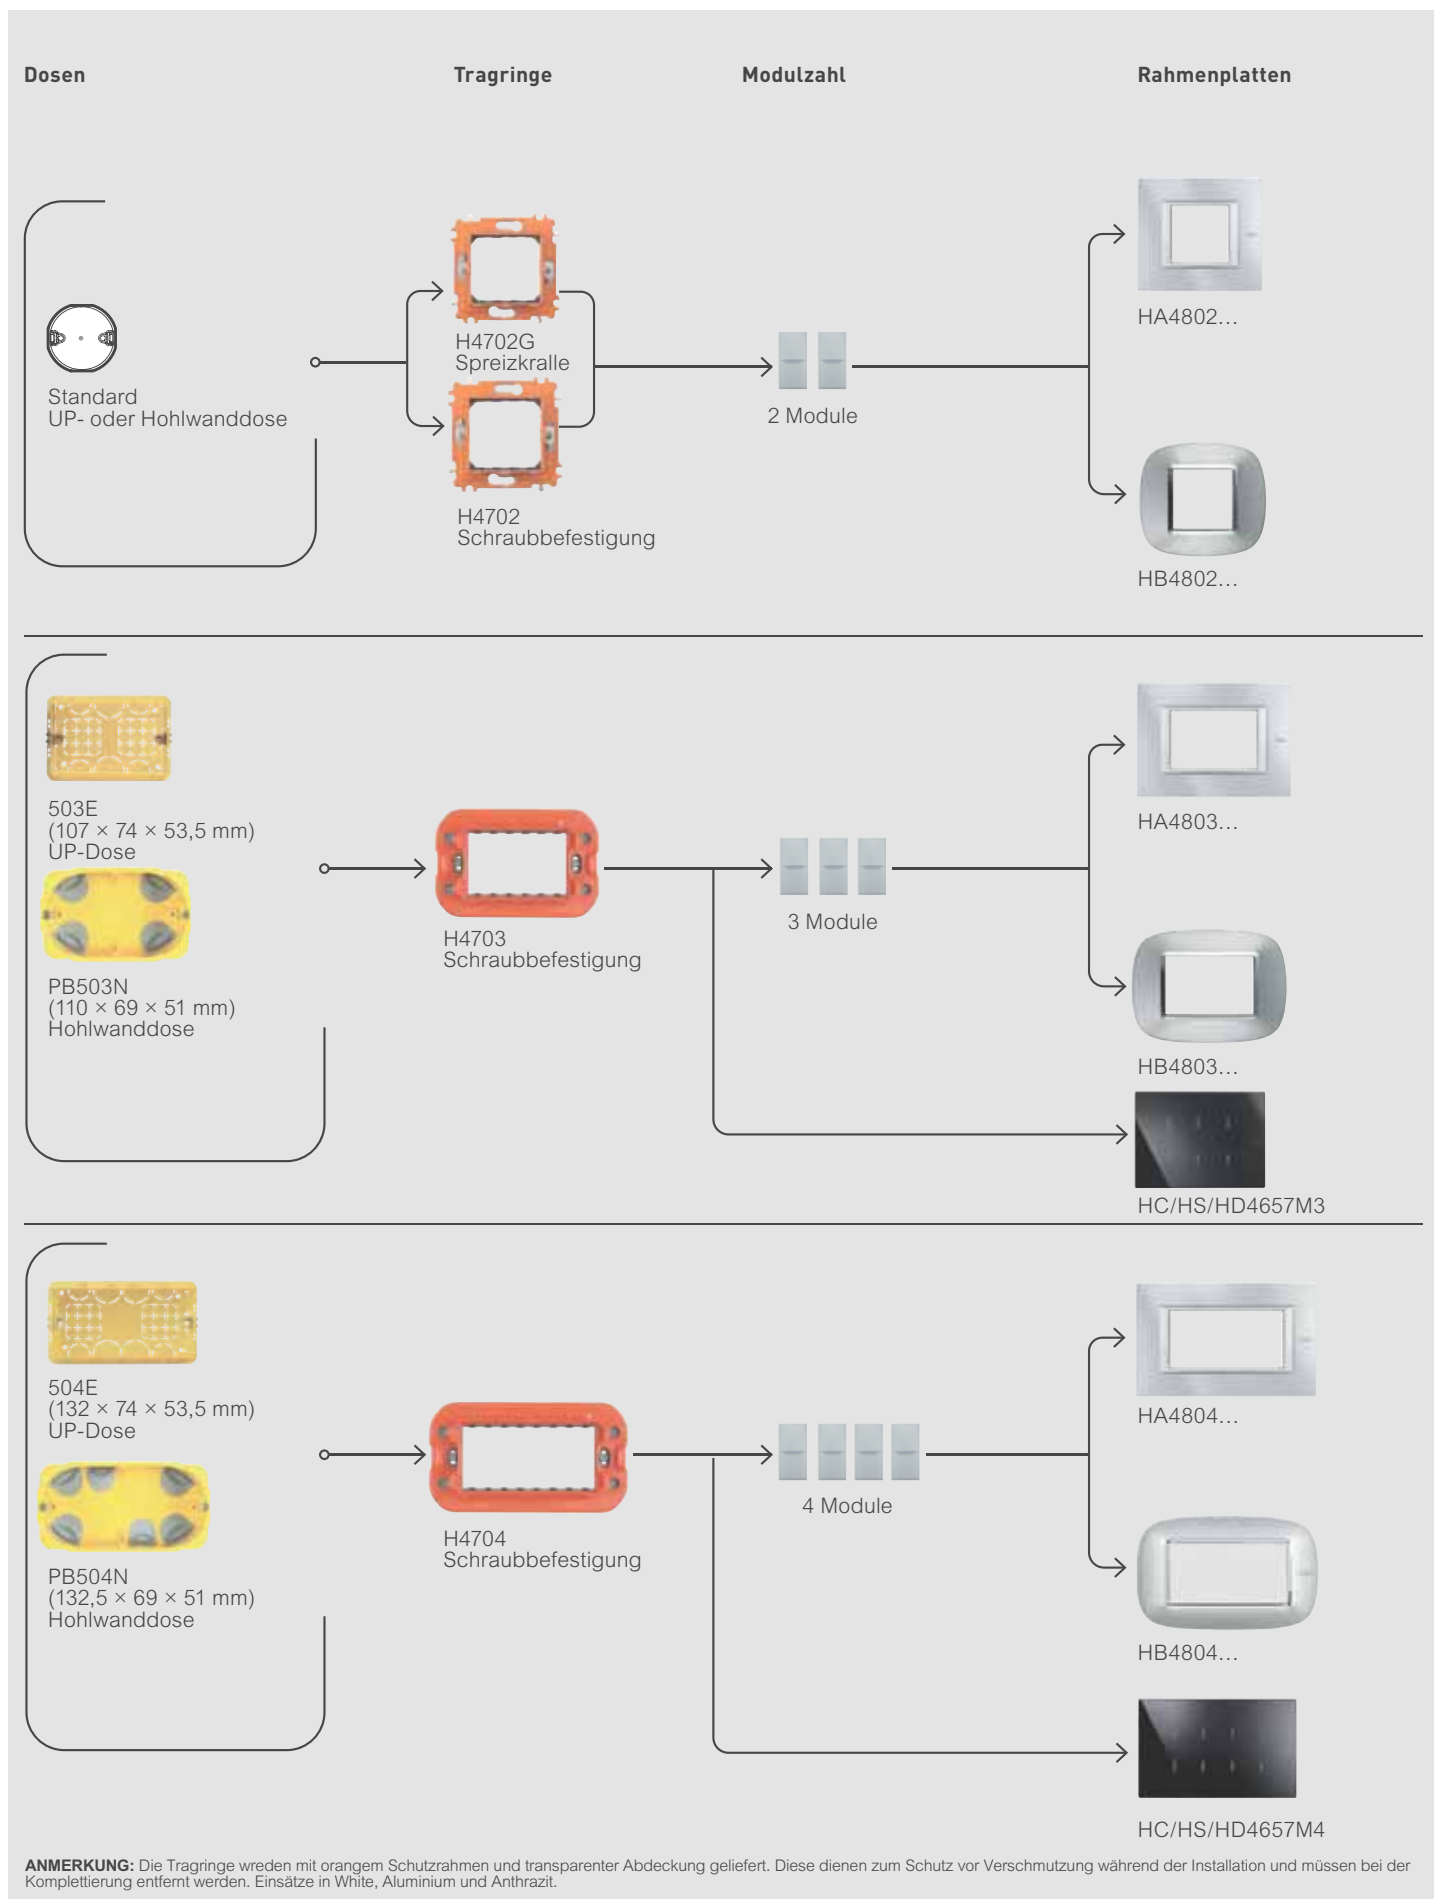 Dosen
Tragringe
Modulzahl
Rahmenplatten
Standard
UP- oder Hohlwanddose
H4702G
Spreizkralle
H4702
Schraubbefestigung
2 Module
HA4802...
HB4802...
503E
(107 × 74 × 53,5 mm)
UP-Dose
PB503N
(110 × 69 × 51 mm)
Hohlwanddose
H4703
Schraubbefestigung
3 Module
HA4803...
HB4803...
HC/HS/HD4657M3
504E
(132 × 74 × 53,5 mm)
UP-Dose
PB504N
(132,5 × 69 × 51 mm)
Hohlwanddose
H4704
Schraubbefestigung
4 Module
HA4804...
HB4804...
HC/HS/HD4657M4
ANMERKUNG: Die Tragringe wreden mit orangem Schutzrahmen und transparenter Abdeckung geliefert. Diese dienen zum Schutz vor Verschmutzung während der Installation und müssen bei der
Komplettierung entfernt werden. Einsätze in White, Aluminium und Anthrazit.